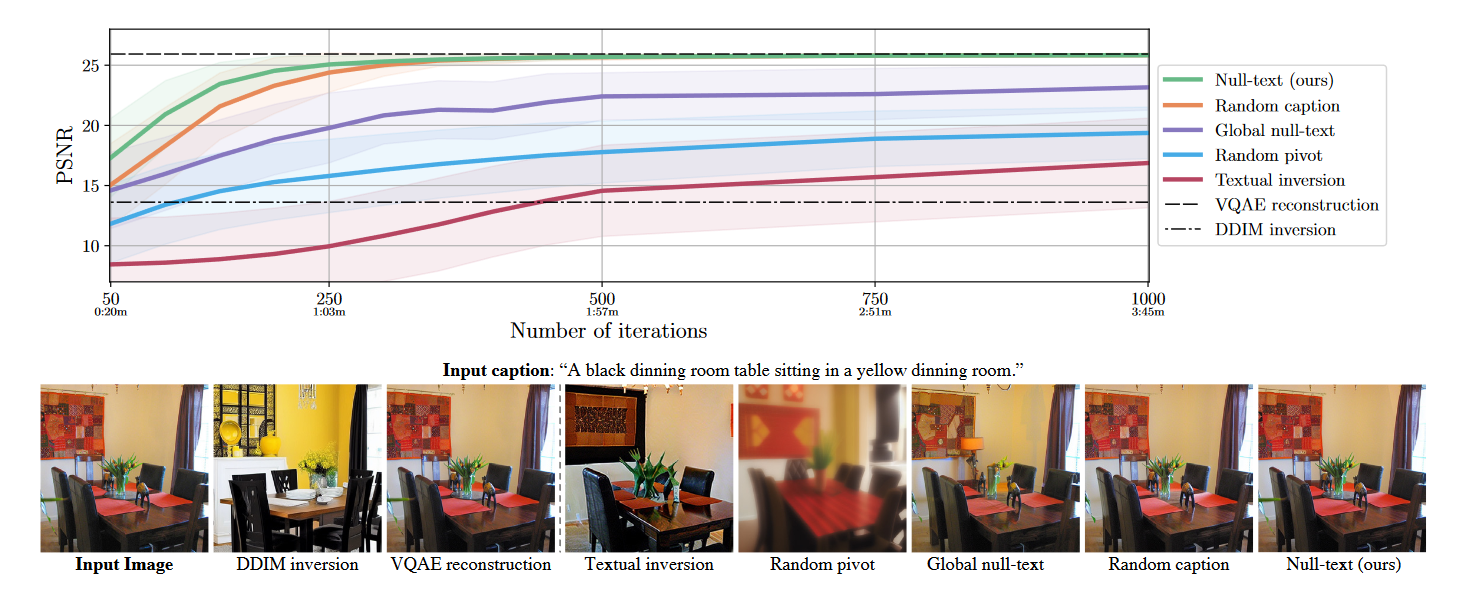 25
20
15
10
PSNR
50 250 500 750 1000
0:20m 1:03m 1:57m 2:51m 3:45m
Number of iterations
Null-text (ours)
Random caption
Global null-text
Random pivot
Textual inversion
VQAE reconstruction
DDIM inversion
Input caption: “A black dinning room table sitting in a yellow dinning room.”
Input Image DDIM inversion VQAE reconstruction Textual inversion Random pivot Global null-text Random caption Null-text (ours)